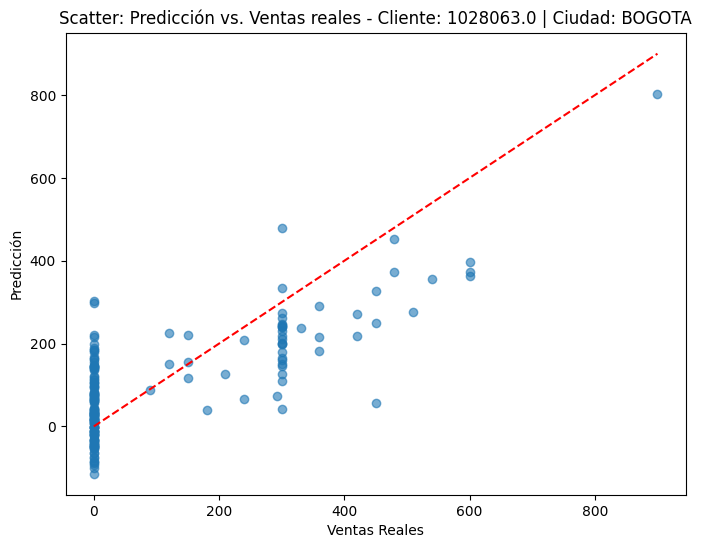 Scatter: Predicción vs. Ventas reales - Cliente: 1028063.0 | Ciudad: BOGOTA
Predicción
800
600
400
200
0
0 200 400 600 800
Ventas Reales